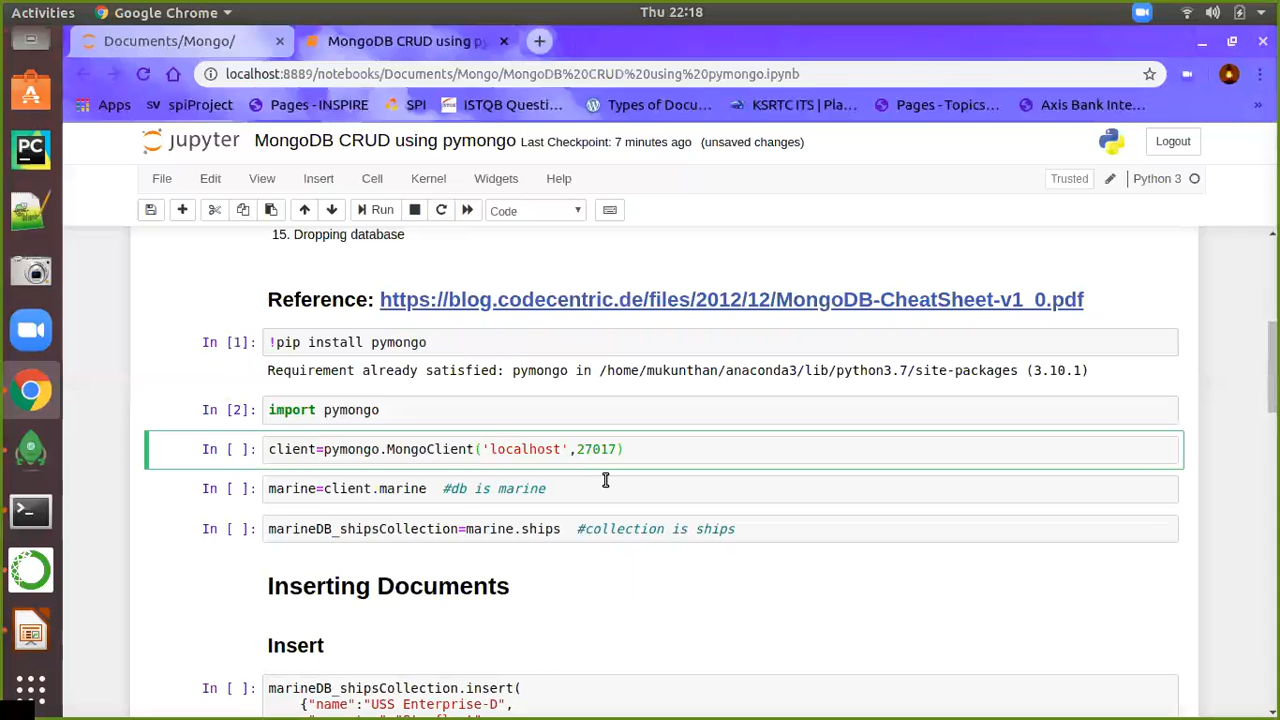 Activities
Google Chrome
Thu 22:18
Documents/Mongo/
MongoDB CRUD using py
localhost:8889/notebooks/Documents/Mongo/MongoDB%20CRUD%20using%20pymongo.ipynb
Apps
SV spiProject
Pages - INSPIRE
SPI
ISTQB Questi...
Types of Docu...
KSRTC ITS | Pla...
Pages - Topics...
Axis Bank Inte...
»
jupyter
MongoDB CRUD using pymongo Last Checkpoint: 7 minutes ago (unsaved changes)
Logout
File
Edit
View
Insert
Cell
Kernel
Widgets
Help
Trusted
Python 3
Run
Code
PC
15. Dropping database
Reference: https://blog.codecentric.de/files/2012/12/MongoDB-CheatSheet-v1_0.pdf
In [1]: !pip install pymongo
Requirement already satisfied: pymongo in /home/mukunthan/anaconda3/lib/python3.7/site-packages (3.10.1)
In [2]: import pymongo
In [ ]: client=pymongo.MongoClient('localhost',27017)
In [ ]: marine=client.marine #db is marine
In [ ]: marineDB_shipsCollection=marine.ships #collection is ships
Inserting Documents
Insert
In [ ]: marineDB_shipsCollection.insert(
{"name":"USS Enterprise-D",